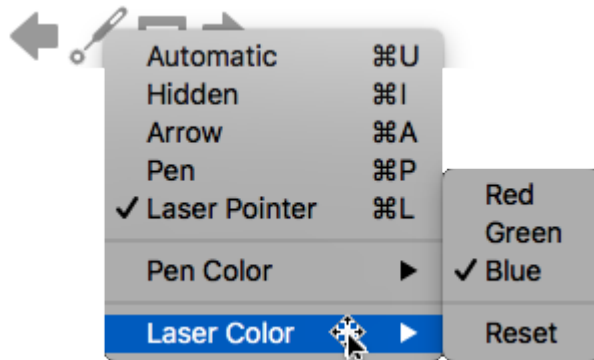 Automatic ⌘U
Hidden ⌘I
Arrow ⌘A
Pen ⌘P
✓ Laser Pointer ⌘L
Pen Color ▶
Laser Color ▶
Red
Green
✓ Blue
Reset